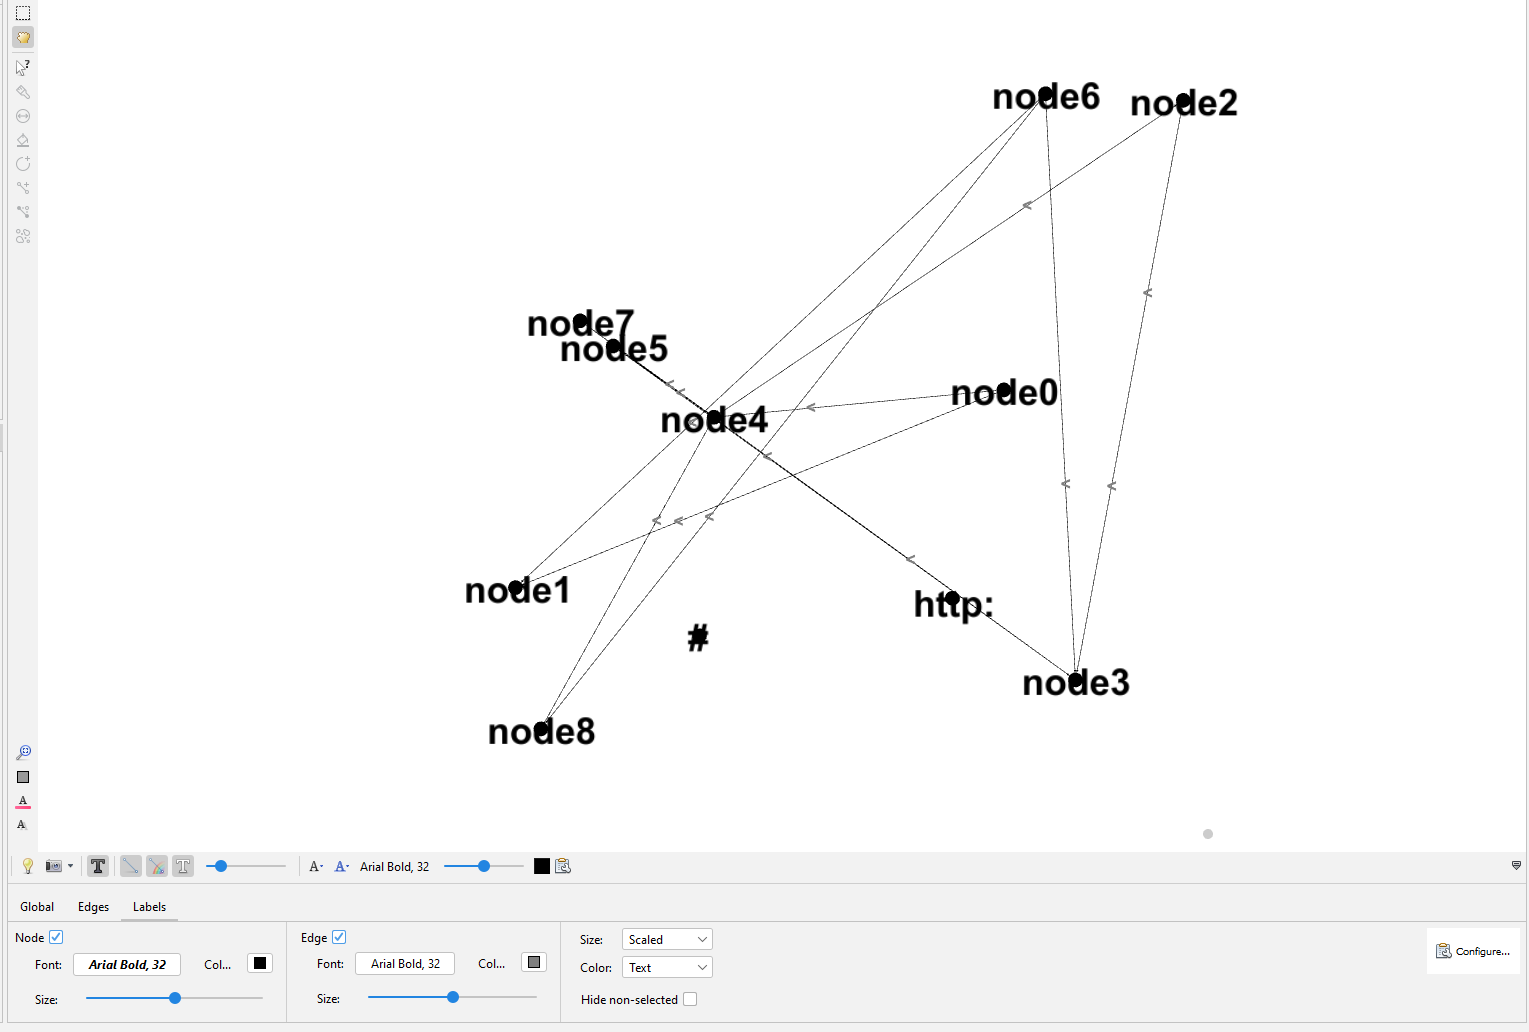 node6
node2
<
<
node7
node5
< <
node0
<
node4
<
<
<
<
<
<
<
<
node1
http:
#
node3
node8
A
A
T
T
A
A
Arial Bold, 32
Global Edges Labels
Node Edge Size: Scaled
Font: Arial Bold, 32 Col... Font: Arial Bold, 32 Col... Color: Text
Configure...
Size: Size: Hide non-selected